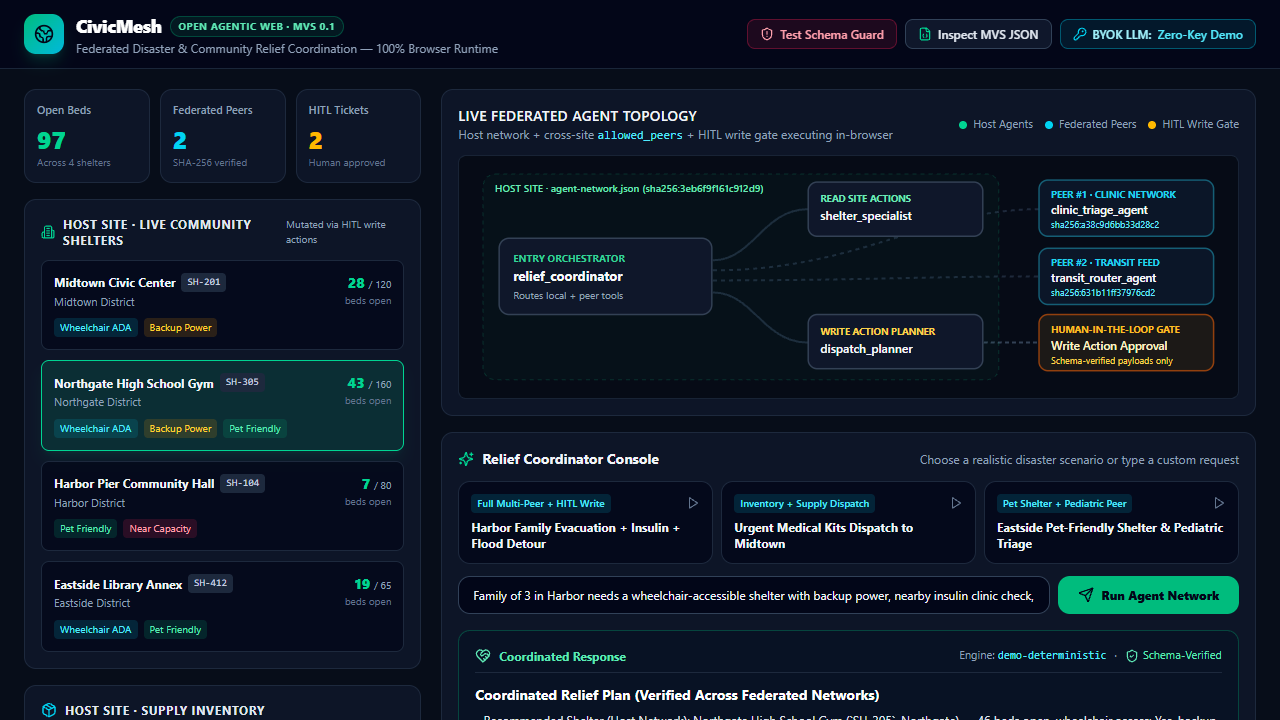 CivicMesh OPEN AGENTIC WEB · MVS 0.1
Federated Disaster & Community Relief Coordination — 100% Browser Runtime
Test Schema Guard
Inspect MVS JSON
BYOK LLM: Zero-Key Demo
Open Beds
97
Across 4 shelters
Federated Peers
2
SHA-256 verified
HITL Tickets
2
Human approved
HOST SITE · LIVE COMMUNITY
SHELTERS
Mutated via HITL write
actions
Midtown Civic Center SH-201
28 / 120
Midtown District
beds open
Wheelchair ADA Backup Power
Northgate High School Gym SH-305
43 / 160
Northgate District
beds open
Wheelchair ADA Backup Power Pet Friendly
Harbor Pier Community Hall SH-104
7 / 80
Harbor District
beds open
Pet Friendly Near Capacity
Eastside Library Annex SH-412
19 / 65
Eastside District
beds open
Wheelchair ADA Pet Friendly
HOST SITE · SUPPLY INVENTORY
LIVE FEDERATED AGENT TOPOLOGY
Host network + cross-site allowed_peers + HITL write gate executing in-browser
Host Agents Federated Peers HITL Write Gate
HOST SITE · agent-network.json (sha256:3eb6f9f161c912d9)
ENTRY ORCHESTRATOR
relief_coordinator
Routes local + peer tools
READ SITE ACTIONS
shelter_specialist
WRITE ACTION PLANNER
dispatch_planner
PEER #1 · CLINIC NETWORK
clinic_triage_agent
sha256:a38c9d6bb33d28c2
PEER #2 · TRANSIT FEED
transit_router_agent
sha256:631b11ff37976cd2
HUMAN-IN-THE-LOOP GATE
Write Action Approval
Schema-verified payloads only
Relief Coordinator Console
Choose a realistic disaster scenario or type a custom request
Full Multi-Peer + HITL Write
Harbor Family Evacuation + Insulin +
Flood Detour
Inventory + Supply Dispatch
Urgent Medical Kits Dispatch to
Midtown
Pet Shelter + Pediatric Peer
Eastside Pet-Friendly Shelter & Pediatric
Triage
Family of 3 in Harbor needs a wheelchair-accessible shelter with backup power, nearby insulin clinic check,
Run Agent Network
Coordinated Response
Engine: demo-deterministic · Schema-Verified
Coordinated Relief Plan (Verified Across Federated Networks)